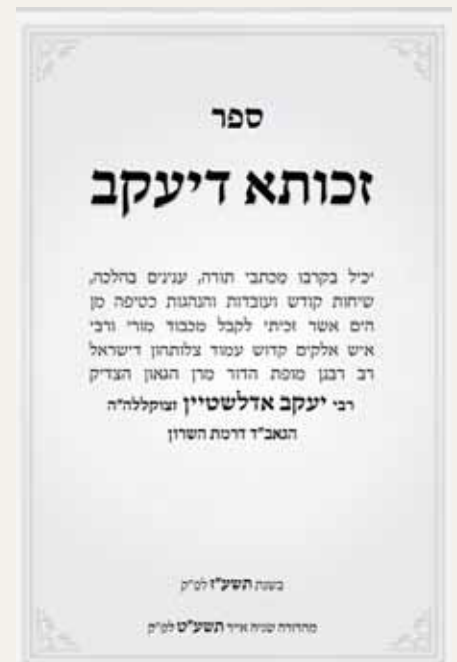 ספר
זכותא דיעקב
יכיל בקרבו מכתבי תורה, ענינים בהלכה,
שיחות קודש ועובדות והנהגות כטיפה מן
הים אשר זכיתי לקבל מכבוד מורי ורבי
איש אלקים קדוש עמוד צלותהון דישראל
רב רבנן מופת הדור מרן הגאון הצדיק
רבי יעקב אדלשטיין זצוקללה"ה
הגאב"ד דרמת השרון
בשנת תשע"ז לפ"ק
מהדורה שניה אייר תשע"ט לפ"ק